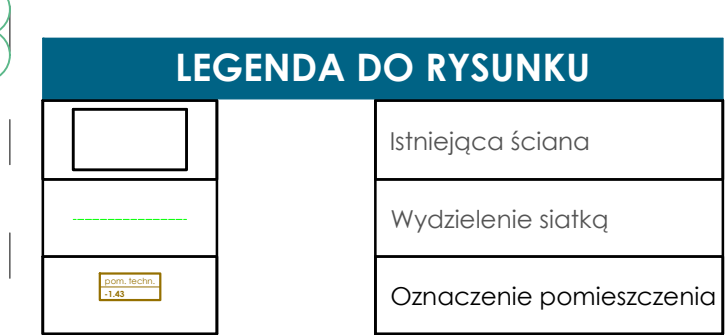 LEGENDA DO RYSUNKU
Istniejąca ściana
Wydzielenie siatką
pom. techn.
-1.43
Oznaczenie pomieszczenia